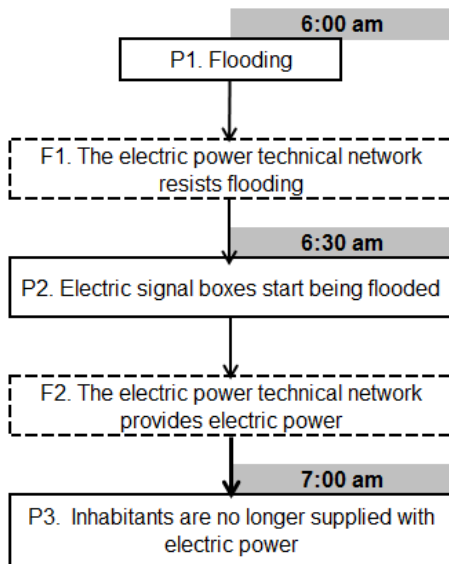 6:00 am
P1. Flooding
F1. The electric power technical network
resists flooding
6:30 am
P2. Electric signal boxes start being flooded
F2. The electric power technical network
provides electric power
7:00 am
P3. Inhabitants are no longer supplied with
electric power